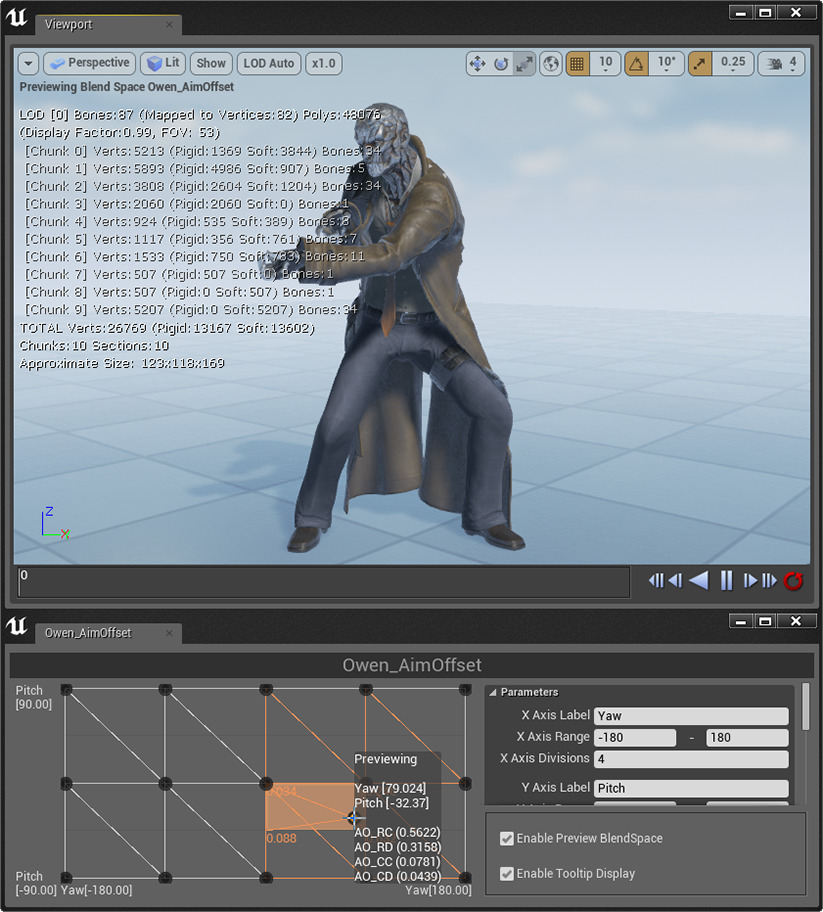 Viewport
Perspective Lit Show LOD Auto x1.0 10 10° 0.25 4
Previewing Blend Space Owen_AimOffset
LOD [0] Bones:87 (Mapped to Vertices:82) Polys:48076
(Display Factor:0.99, FOV: 53)
[Chunk 0] Verts:5213 (Rigid:1369 Soft:3844) Bones:34
[Chunk 1] Verts:5893 (Rigid:4986 Soft:907) Bones:5
[Chunk 2] Verts:3808 (Rigid:2604 Soft:1204) Bones:34
[Chunk 3] Verts:2060 (Rigid:2060 Soft:0) Bones:1
[Chunk 4] Verts:924 (Rigid:535 Soft:389) Bones:3
[Chunk 5] Verts:1117 (Rigid:356 Soft:761) Bones:7
[Chunk 6] Verts:1533 (Rigid:750 Soft:783) Bones:11
[Chunk 7] Verts:507 (Rigid:507 Soft:0) Bones:1
[Chunk 8] Verts:507 (Rigid:0 Soft:507) Bones:1
[Chunk 9] Verts:5207 (Rigid:0 Soft:5207) Bones:34
TOTAL Verts:26769 (Rigid:13167 Soft:13602)
Chunks:10 Sections:10
Approximate Size: 123x118x169
Z
X
0
Owen_AimOffset
Owen_AimOffset
Pitch
[90.00]
Previewing
Yaw [79.024]
Pitch [-32.37]
AO_RC (0.5622)
AO_RD (0.3158)
AO_CC (0.0781)
AO_CD (0.0439)
0.088
Pitch
[-90.00] Yaw[-180.00]
Yaw[180.00]
Parameters
X Axis Label Yaw
X Axis Range -180 - 180
X Axis Divisions 4
Y Axis Label Pitch
Enable Preview BlendSpace
Enable Tooltip Display